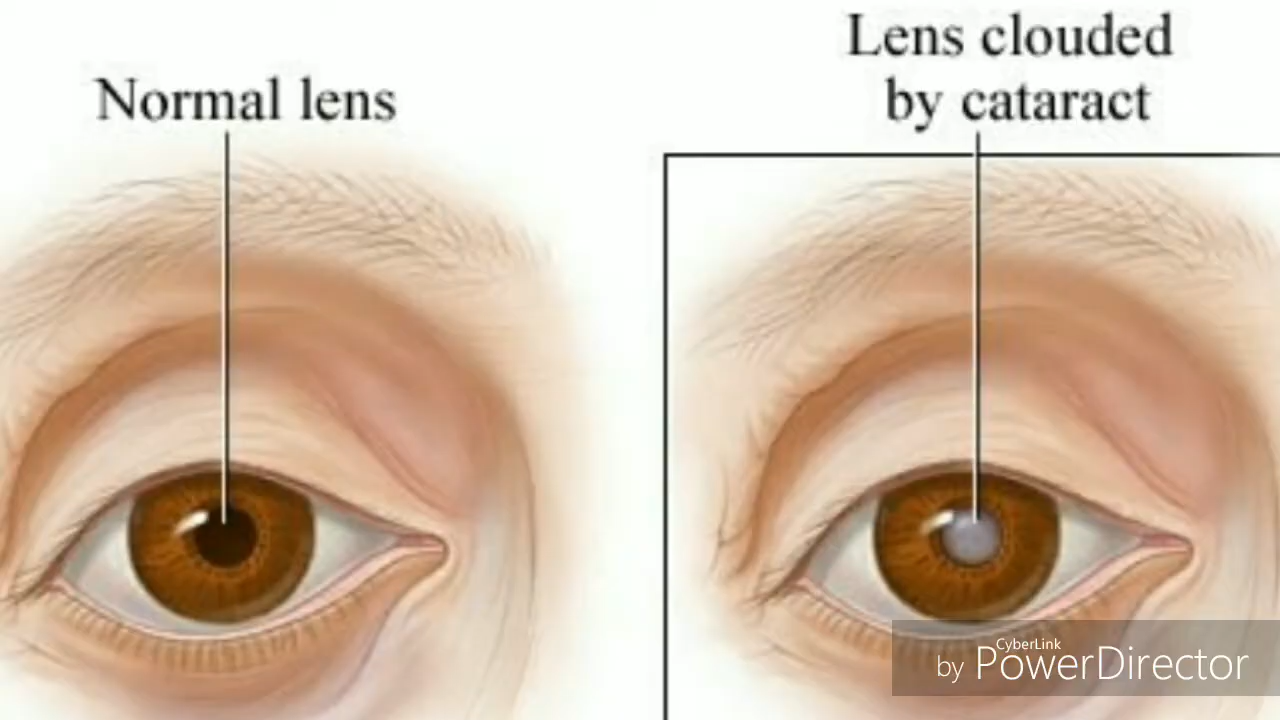 Normal lens
Lens clouded
by cataract
CyberLink
by PowerDirector